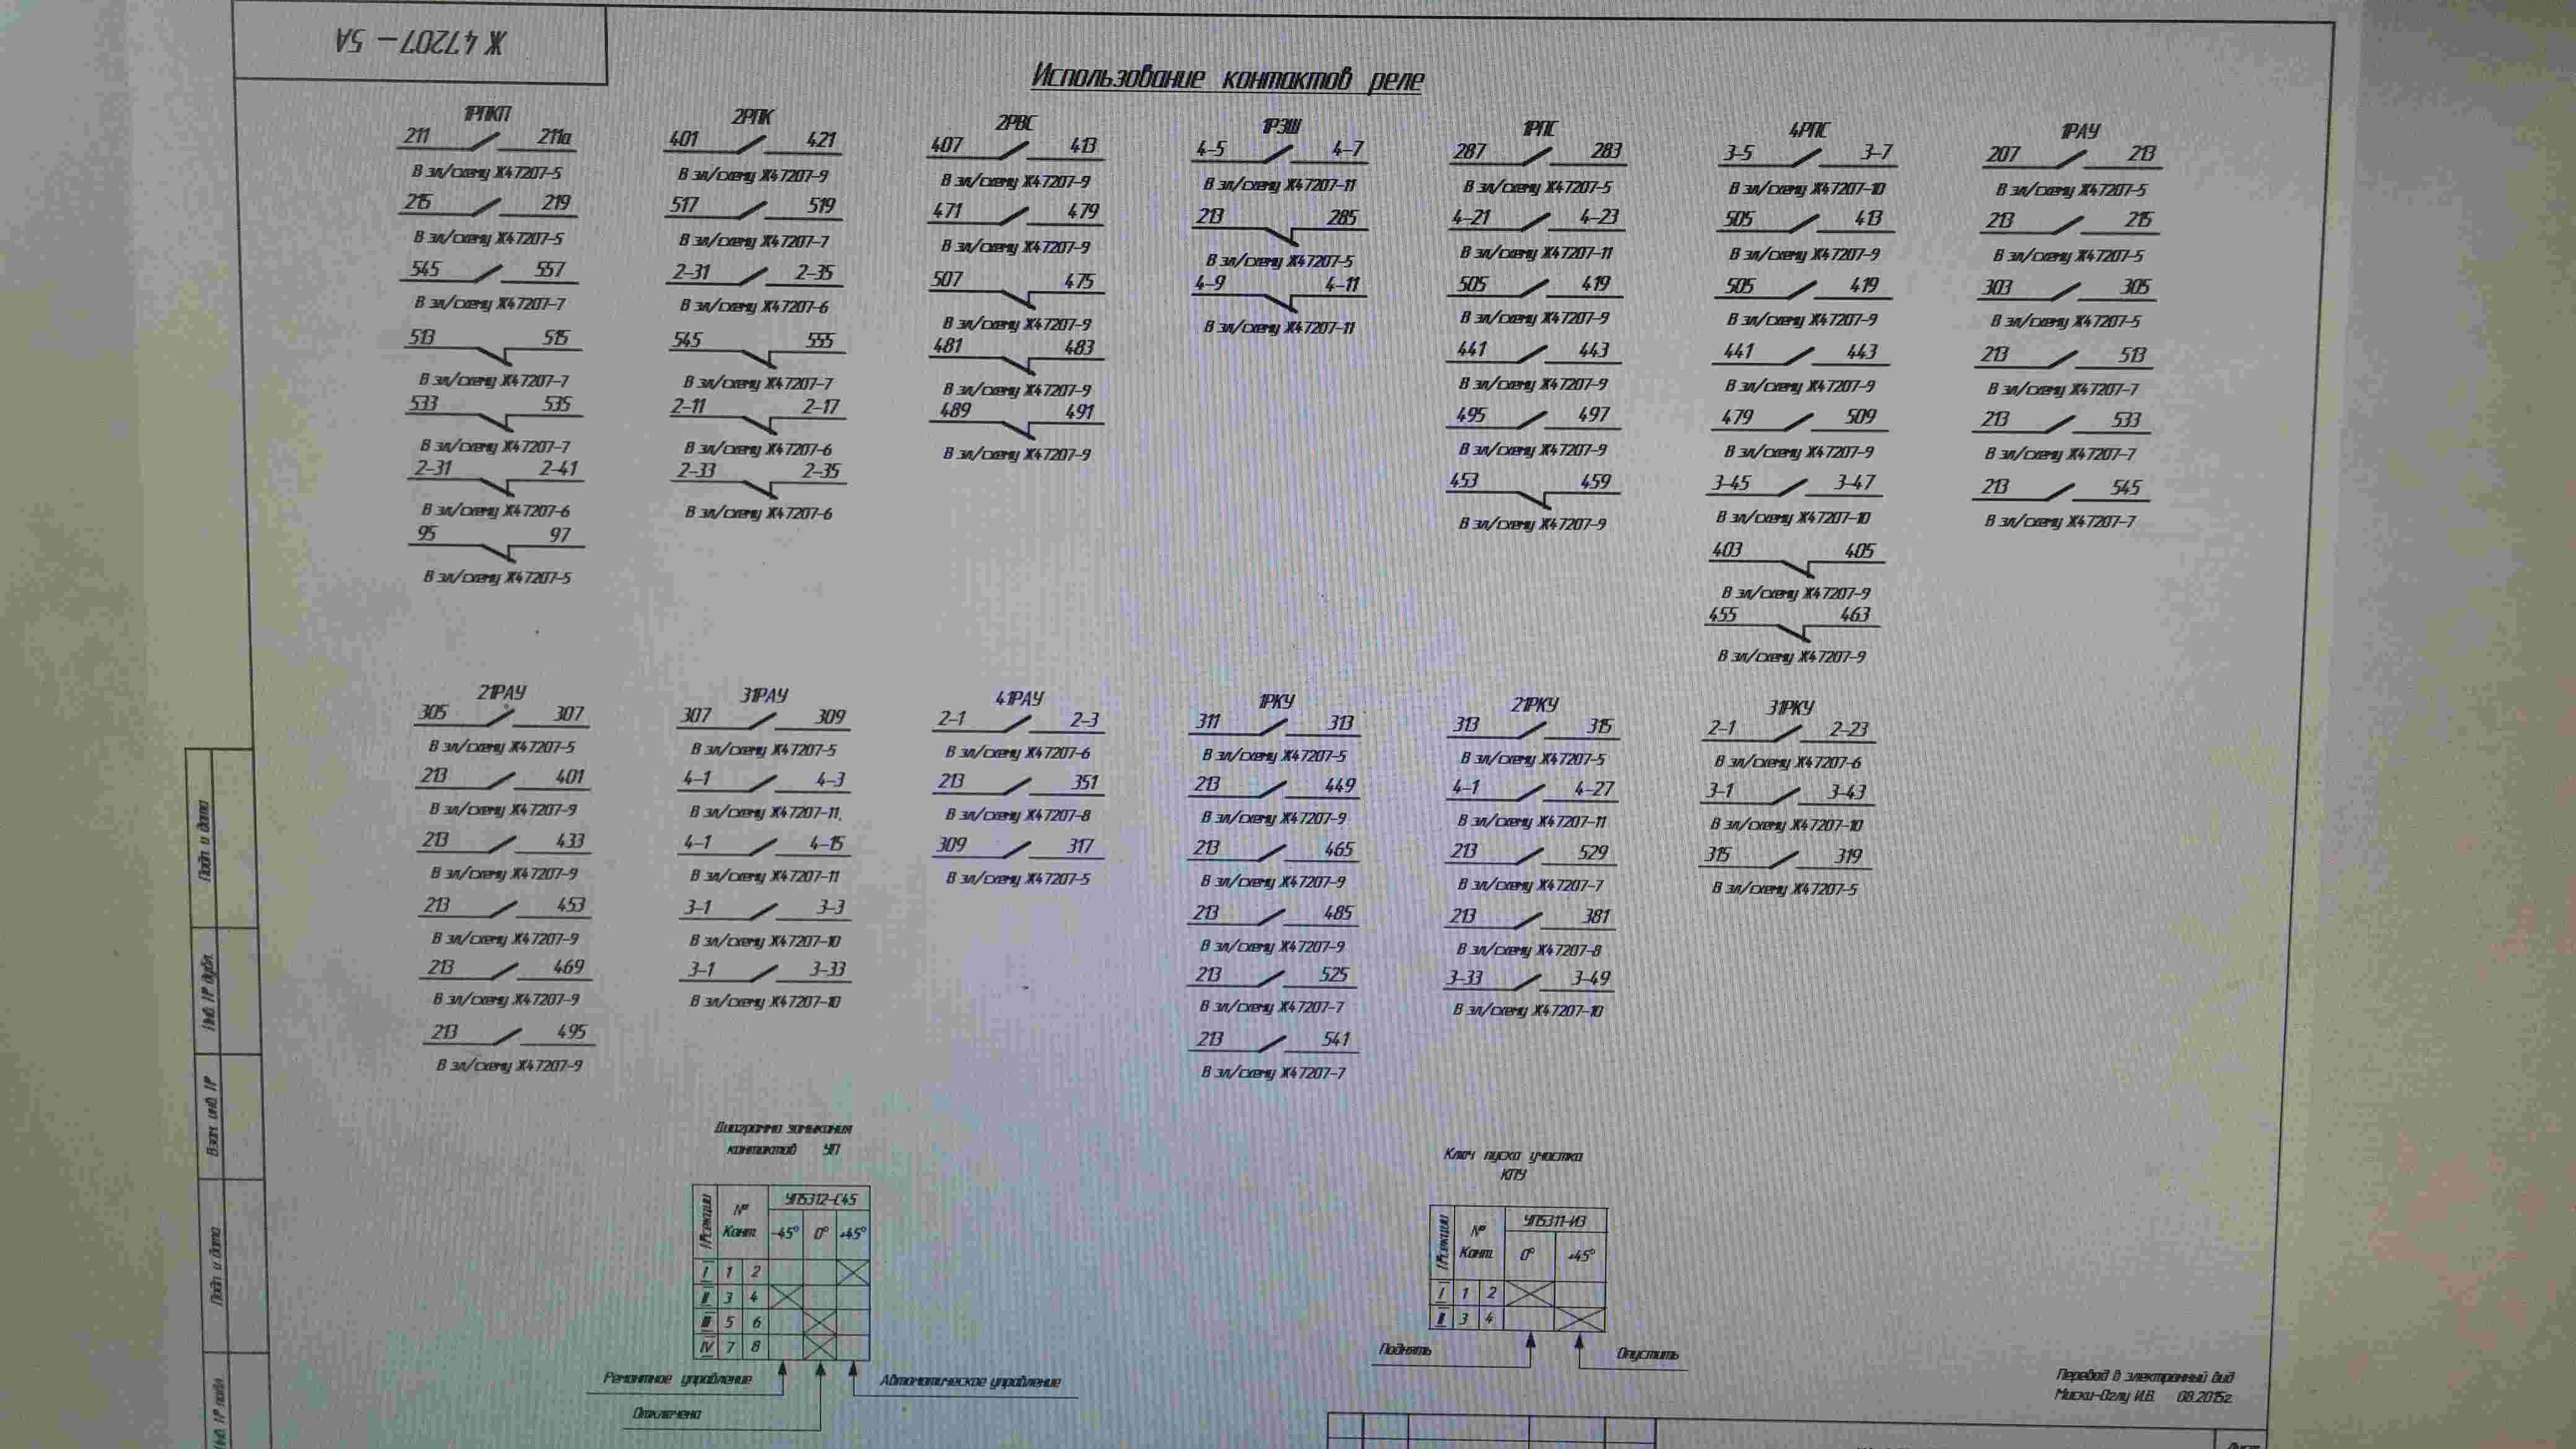 Ж 47207 – 5А
Использование контактов реле
1РПКП
211 211а
В эл/схему Ж47207-5
215 219
В эл/схему Ж47207-5
545 557
В эл/схему Ж47207-7
513 515
В эл/схему Ж47207-7
533 535
В эл/схему Ж47207-7
2-31 2-41
В эл/схему Ж47207-6
95 97
В эл/схему Ж47207-5
2РПК
401 421
В эл/схему Ж47207-9
517 519
В эл/схему Ж47207-7
2-31 2-35
В эл/схему Ж47207-6
545 555
В эл/схему Ж47207-7
2-11 2-17
В эл/схему Ж47207-6
2-33 2-35
В эл/схему Ж47207-6
2РВС
407 413
В эл/схему Ж47207-9
471 479
В эл/схему Ж47207-9
507 475
В эл/схему Ж47207-9
481 483
В эл/схему Ж47207-9
489 491
В эл/схему Ж47207-9
1РЭШ
4-5 4-7
В эл/схему Ж47207-11
213 285
В эл/схему Ж47207-5
4-9 4-11
В эл/схему Ж47207-11
1РПС
287 283
В эл/схему Ж47207-5
4-21 4-23
В эл/схему Ж47207-11
505 419
В эл/схему Ж47207-9
441 443
В эл/схему Ж47207-9
495 497
В эл/схему Ж47207-9
453 459
В эл/схему Ж47207-9
4РПС
3-5 3-7
В эл/схему Ж47207-10
505 413
В эл/схему Ж47207-9
505 419
В эл/схему Ж47207-9
441 443
В эл/схему Ж47207-9
479 509
В эл/схему Ж47207-9
3-45 3-47
В эл/схему Ж47207-10
403 405
В эл/схему Ж47207-9
455 463
В эл/схему Ж47207-9
1РАУ
207 213
В эл/схему Ж47207-5
213 215
В эл/схему Ж47207-5
303 305
В эл/схему Ж47207-5
213 513
В эл/схему Ж47207-7
213 533
В эл/схему Ж47207-7
213 545
В эл/схему Ж47207-7
21РАУ
305 307
В эл/схему Ж47207-5
213 401
В эл/схему Ж47207-9
213 433
В эл/схему Ж47207-9
213 453
В эл/схему Ж47207-9
213 469
В эл/схему Ж47207-9
213 495
В эл/схему Ж47207-9
31РАУ
307 309
В эл/схему Ж47207-5
4-1 4-3
В эл/схему Ж47207-11
4-1 4-15
В эл/схему Ж47207-11
3-1 3-3
В эл/схему Ж47207-10
3-1 3-33
В эл/схему Ж47207-10
41РАУ
2-1 2-3
В эл/схему Ж47207-6
213 351
В эл/схему Ж47207-8
309 317
В эл/схему Ж47207-5
1РКУ
311 313
В эл/схему Ж47207-5
213 449
В эл/схему Ж47207-9
213 465
В эл/схему Ж47207-9
213 485
В эл/схему Ж47207-9
213 525
В эл/схему Ж47207-7
213 541
В эл/схему Ж47207-7
21РКУ
313 315
В эл/схему Ж47207-5
4-1 4-27
В эл/схему Ж47207-11
213 529
В эл/схему Ж47207-7
213 381
В эл/схему Ж47207-8
3-33 3-49
В эл/схему Ж47207-10
31РКУ
2-1 2-23
В эл/схему Ж47207-6
3-1 3-43
В эл/схему Ж47207-10
315 319
В эл/схему Ж47207-5
Диаграмма замыкания
контактов УП
№ секции
№
Конт.
УП5312-С45
-45° 0° +45°
I 1 2
II 3 4
III 5 6
IV 7 8
Ремонтное управление
Отключено
Автоматическое управление
Ключ пуска участка
КПУ
№ секции
№
Конт.
УП5311-И3
0° +45°
I 1 2
II 3 4
Поднять
Опустить
Перевод в электронный вид
Миски-Оглу И.В. 08.2015г.
Подп. и дата
Инв. № дубл.
Взам. инв. №
Подп. и дата
Инв. № подл.
Лист